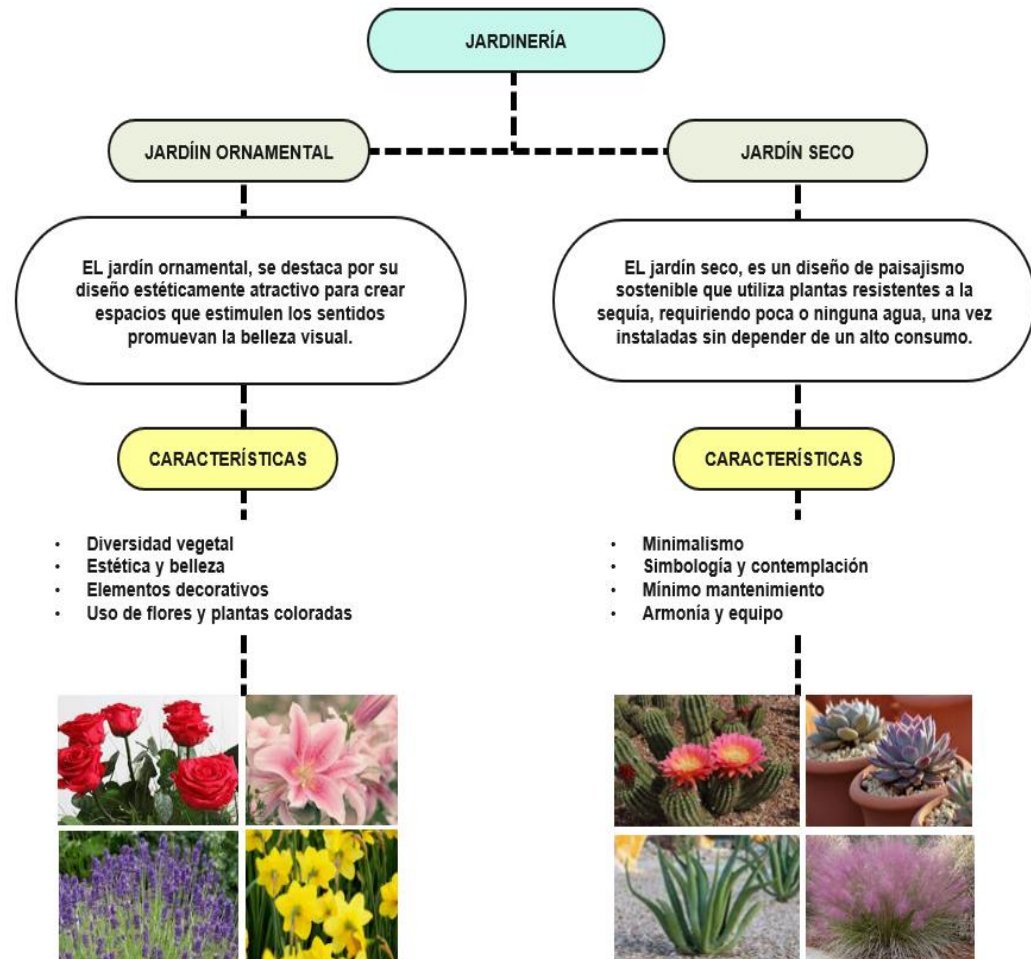 JARDINERÍA
JARDÍIN ORNAMENTAL
EL jardín ornamental, se destaca por su
diseño estéticamente atractivo para crear
espacios que estimulen los sentidos
promuevan la belleza visual.
CARACTERÍSTICAS
• Diversidad vegetal
• Estética y belleza
• Elementos decorativos
• Uso de flores y plantas coloradas
JARDÍN SECO
EL jardín seco, es un diseño de paisajismo
sostenible que utiliza plantas resistentes a la
sequía, requiriendo poca o ninguna agua, una vez
instaladas sin depender de un alto consumo.
CARACTERÍSTICAS
• Minimalismo
• Simbología y contemplación
• Mínimo mantenimiento
• Armonía y equipo